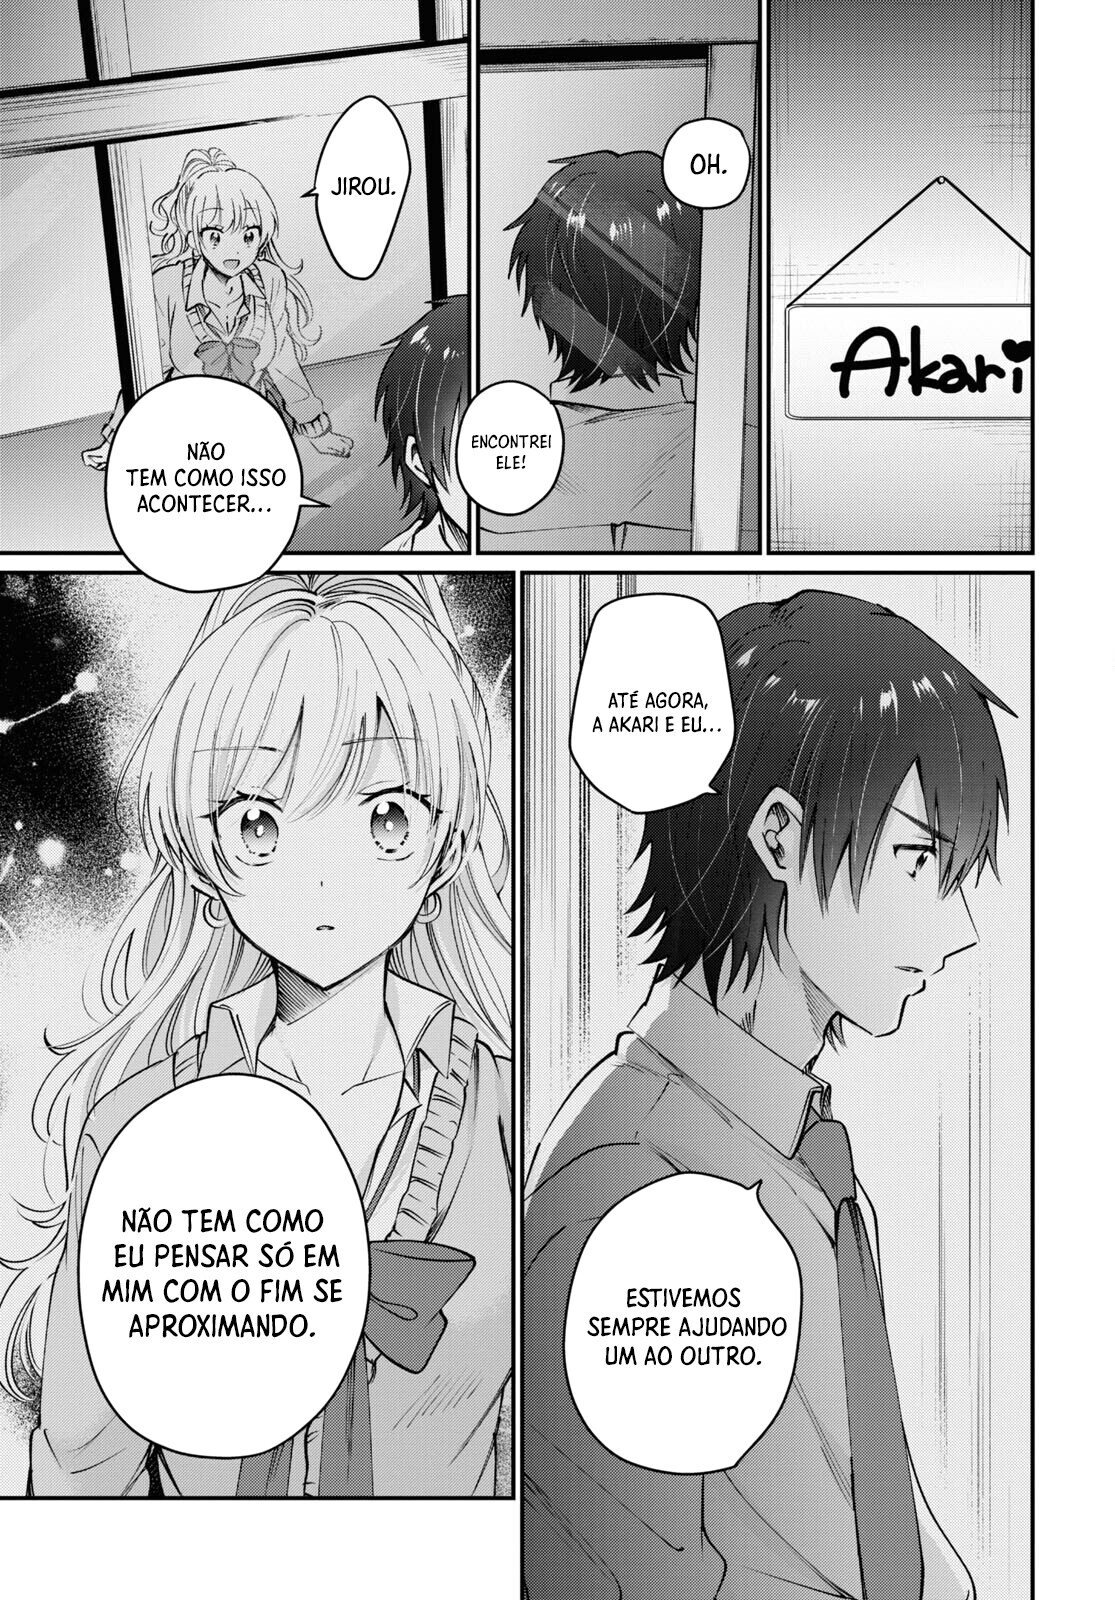 Akari
OH.
ENCONTREI
ELE!
JIROU.
NÃO
TEM COMO ISSO
ACONTECER...
ATÉ AGORA,
A AKARI E EU...
ESTIVEMOS
SEMPRE AJUDANDO
UM AO OUTRO.
NÃO TEM COMO
EU PENSAR SÓ EM
MIM COM O FIM SE
APROXIMANDO.